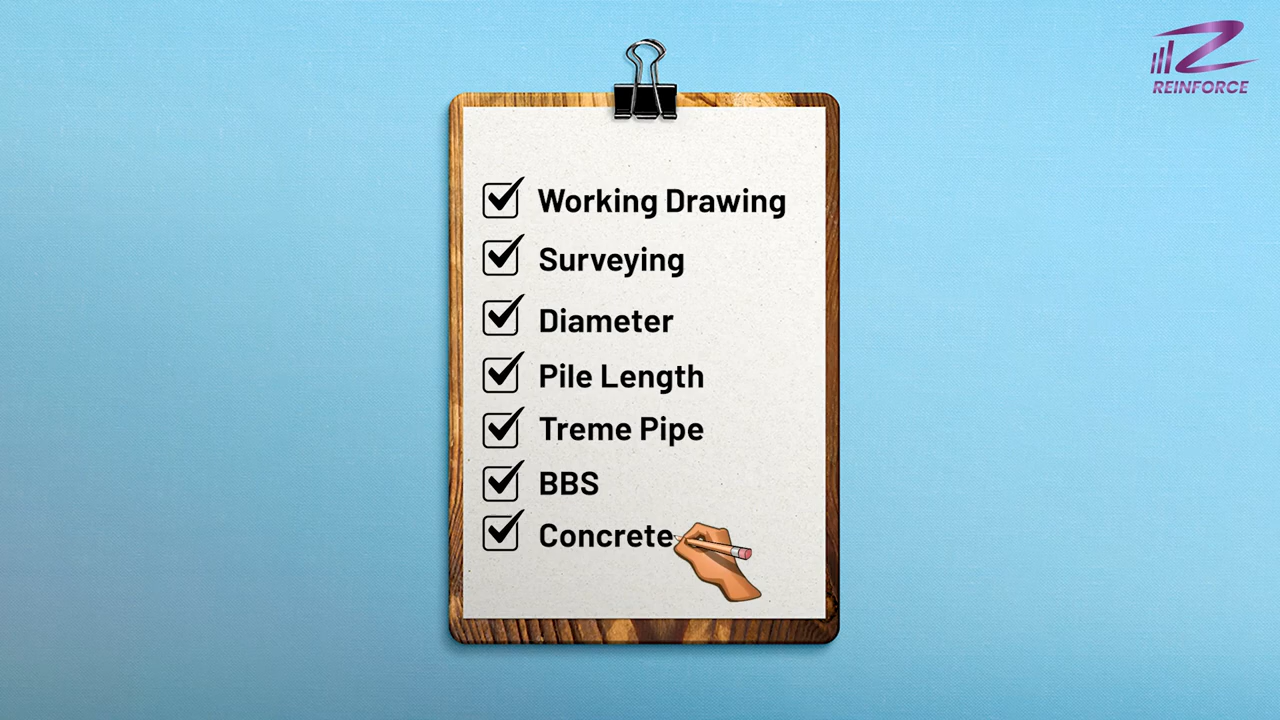 REINFORCE
Working Drawing
Surveying
Diameter
Pile Length
Treme Pipe
BBS
Concrete